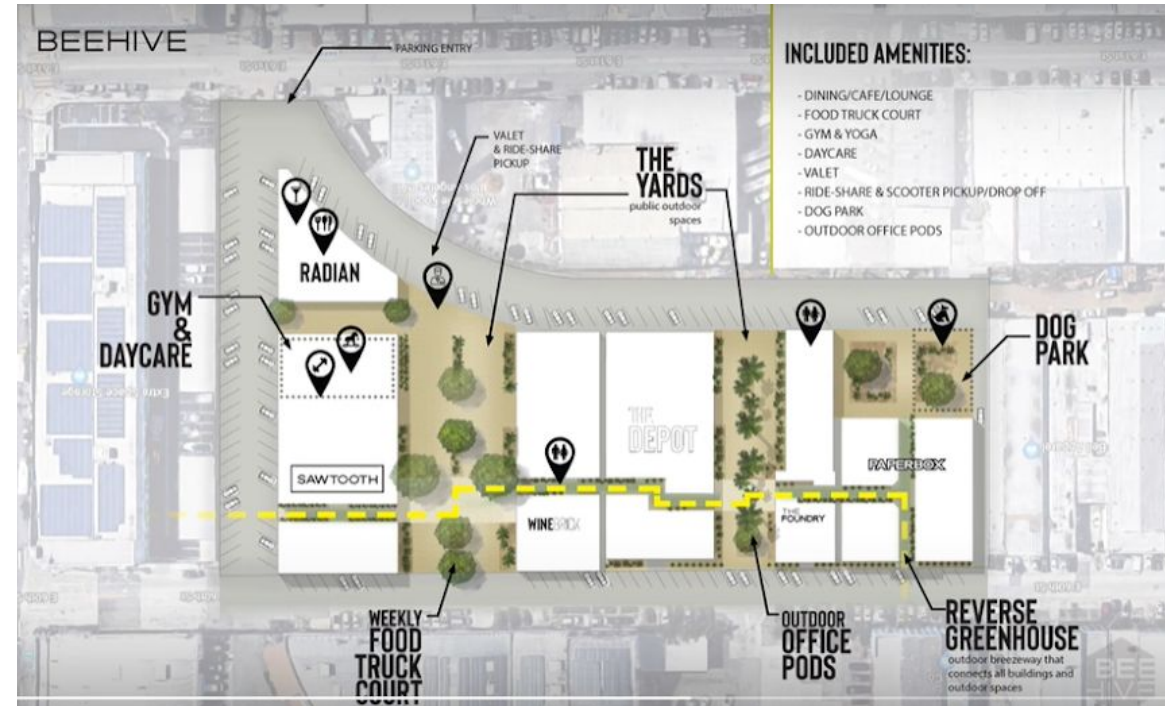 BEEHIVE
PARKING ENTRY
VALET
& RIDE-SHARE
PICKUP
THE
YARDS
public outdoor
spaces
INCLUDED AMENITIES:
- DINING/CAFE/LOUNGE
- FOOD TRUCK COURT
- GYM & YOGA
- DAYCARE
- VALET
- RIDE-SHARE & SCOOTER PICKUP/DROP OFF
- DOG PARK
- OUTDOOR OFFICE PODS
RADIAN
GYM
&
DAYCARE
DOG
PARK
THE
DEPOT
PAPERBOX
SAWTOOTH
WINEBRICK
THE
FOUNDRY
Extra Space Storage
WEEKLY
FOOD
TRUCK
COURT
OUTDOOR
OFFICE
PODS
REVERSE
GREENHOUSE
outdoor breezeway that
connects all buildings and
outdoor spaces
BEE
HIVE